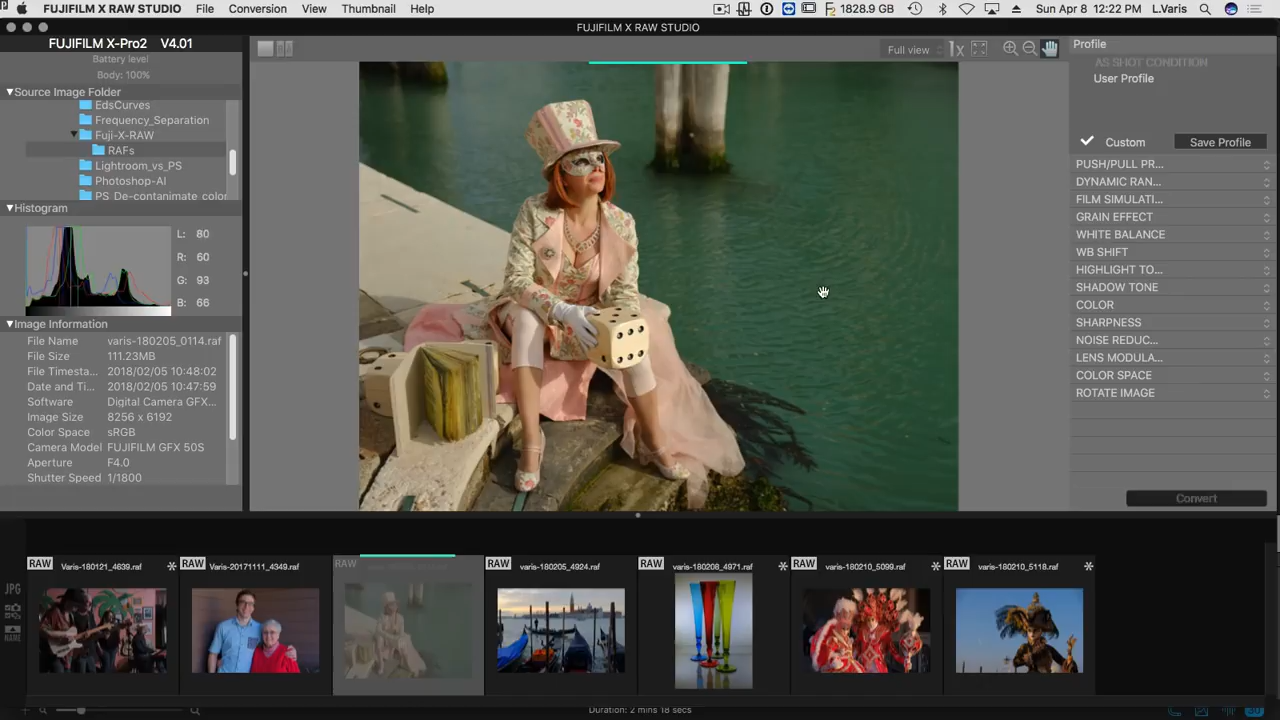 FUJIFILM X RAW STUDIO File Conversion View Thumbnail Help 1828.9 GB Sun Apr 8 12:22 PM L.Varis
FUJIFILM X RAW STUDIO
FUJIFILM X-Pro2 V4.01
Battery level
Body: 100%
Source Image Folder
EdsCurves
Frequency_Separation
Fuji-X-RAW
RAFs
Lightroom_vs_PS
Photoshop-AI
PS_De-contanimate_color
Histogram
L: 80
R: 60
G: 93
B: 66
Image Information
File Name varis-180205_0114.raf
File Size 111.23MB
File Timesta... 2018/02/05 10:48:02
Date and Ti... 2018/02/05 10:47:59
Software Digital Camera GFX...
Image Size 8256 x 6192
Color Space sRGB
Camera Model FUJIFILM GFX 50S
Aperture F4.0
Shutter Speed 1/1800
Full view
Profile
AS SHOT CONDITION
User Profile
Custom Save Profile
PUSH/PULL PR...
DYNAMIC RAN...
FILM SIMULATI...
GRAIN EFFECT
WHITE BALANCE
WB SHIFT
HIGHLIGHT TO...
SHADOW TONE
COLOR
SHARPNESS
NOISE REDUC...
LENS MODULA...
COLOR SPACE
ROTATE IMAGE
Convert
RAW Varis-180121_4639.raf
RAW Varis-20171111_4349.raf
RAW
RAW varis-180205_4924.raf
RAW varis-180208_4971.raf
RAW varis-180210_5099.raf
RAW varis-180210_5118.raf
JPG
NAME
Duration: 2 mins 18 secs